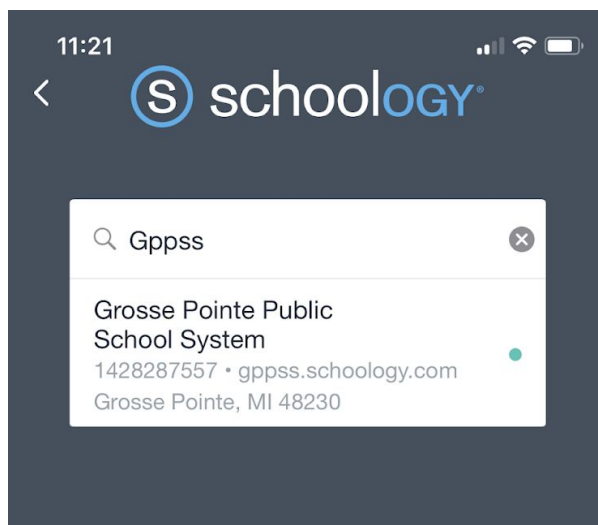 11:21
S schoology®
Gppss
Grosse Pointe Public
School System
1428287557 • gppss.schoology.com
Grosse Pointe, MI 48230